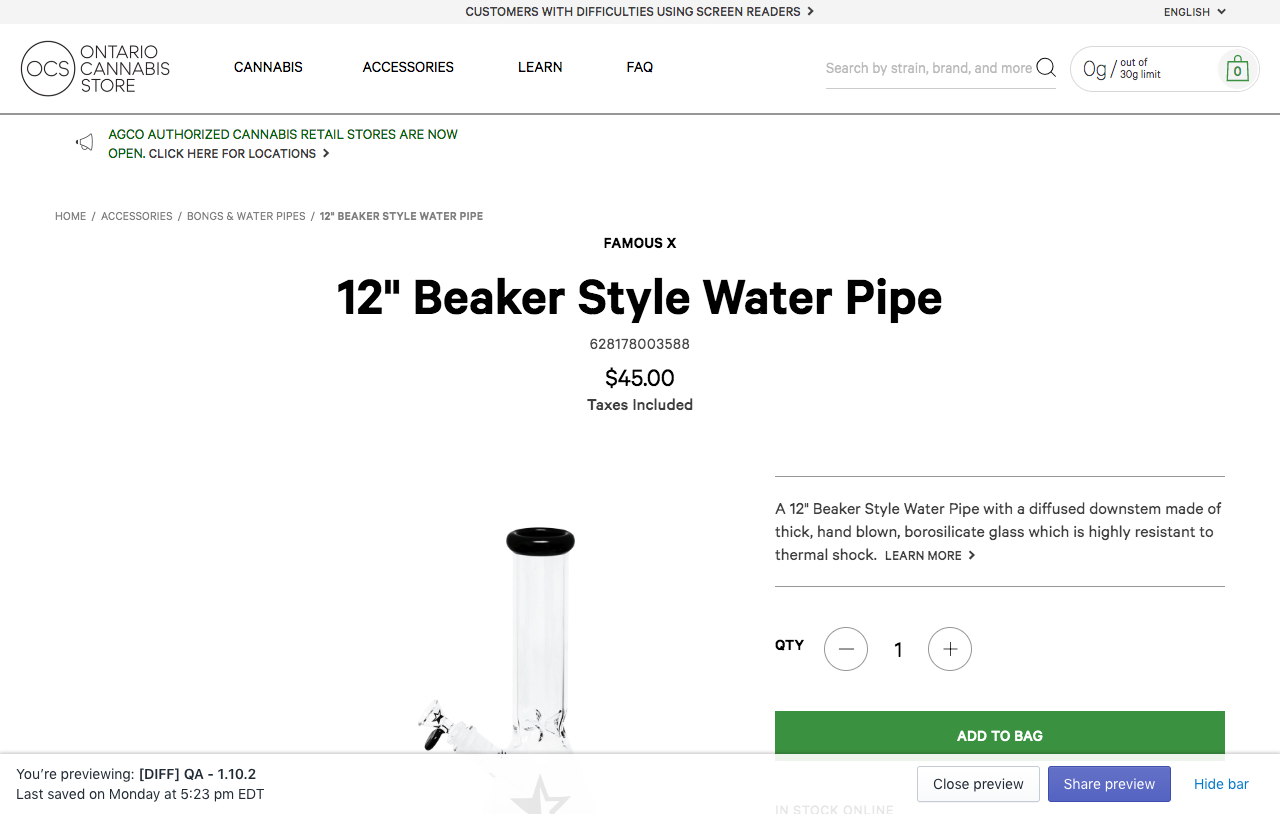 CUSTOMERS WITH DIFFICULTIES USING SCREEN READERS
ENGLISH
OCS
ONTARIO
CANNABIS
STORE
CANNABIS
ACCESSORIES
LEARN
FAQ
Search by strain, brand, and more
0g / out of
30g limit
0
AGCO AUTHORIZED CANNABIS RETAIL STORES ARE NOW
OPEN. CLICK HERE FOR LOCATIONS
HOME / ACCESSORIES / BONGS & WATER PIPES / 12" BEAKER STYLE WATER PIPE
FAMOUS X
12" Beaker Style Water Pipe
628178003588
$45.00
Taxes Included
A 12" Beaker Style Water Pipe with a diffused downstem made of
thick, hand blown, borosilicate glass which is highly resistant to
thermal shock. LEARN MORE
QTY
1
ADD TO BAG
You're previewing: [DIFF] QA - 1.10.2
Last saved on Monday at 5:23 pm EDT
Close preview
Share preview
Hide bar
IN STOCK ONLINE